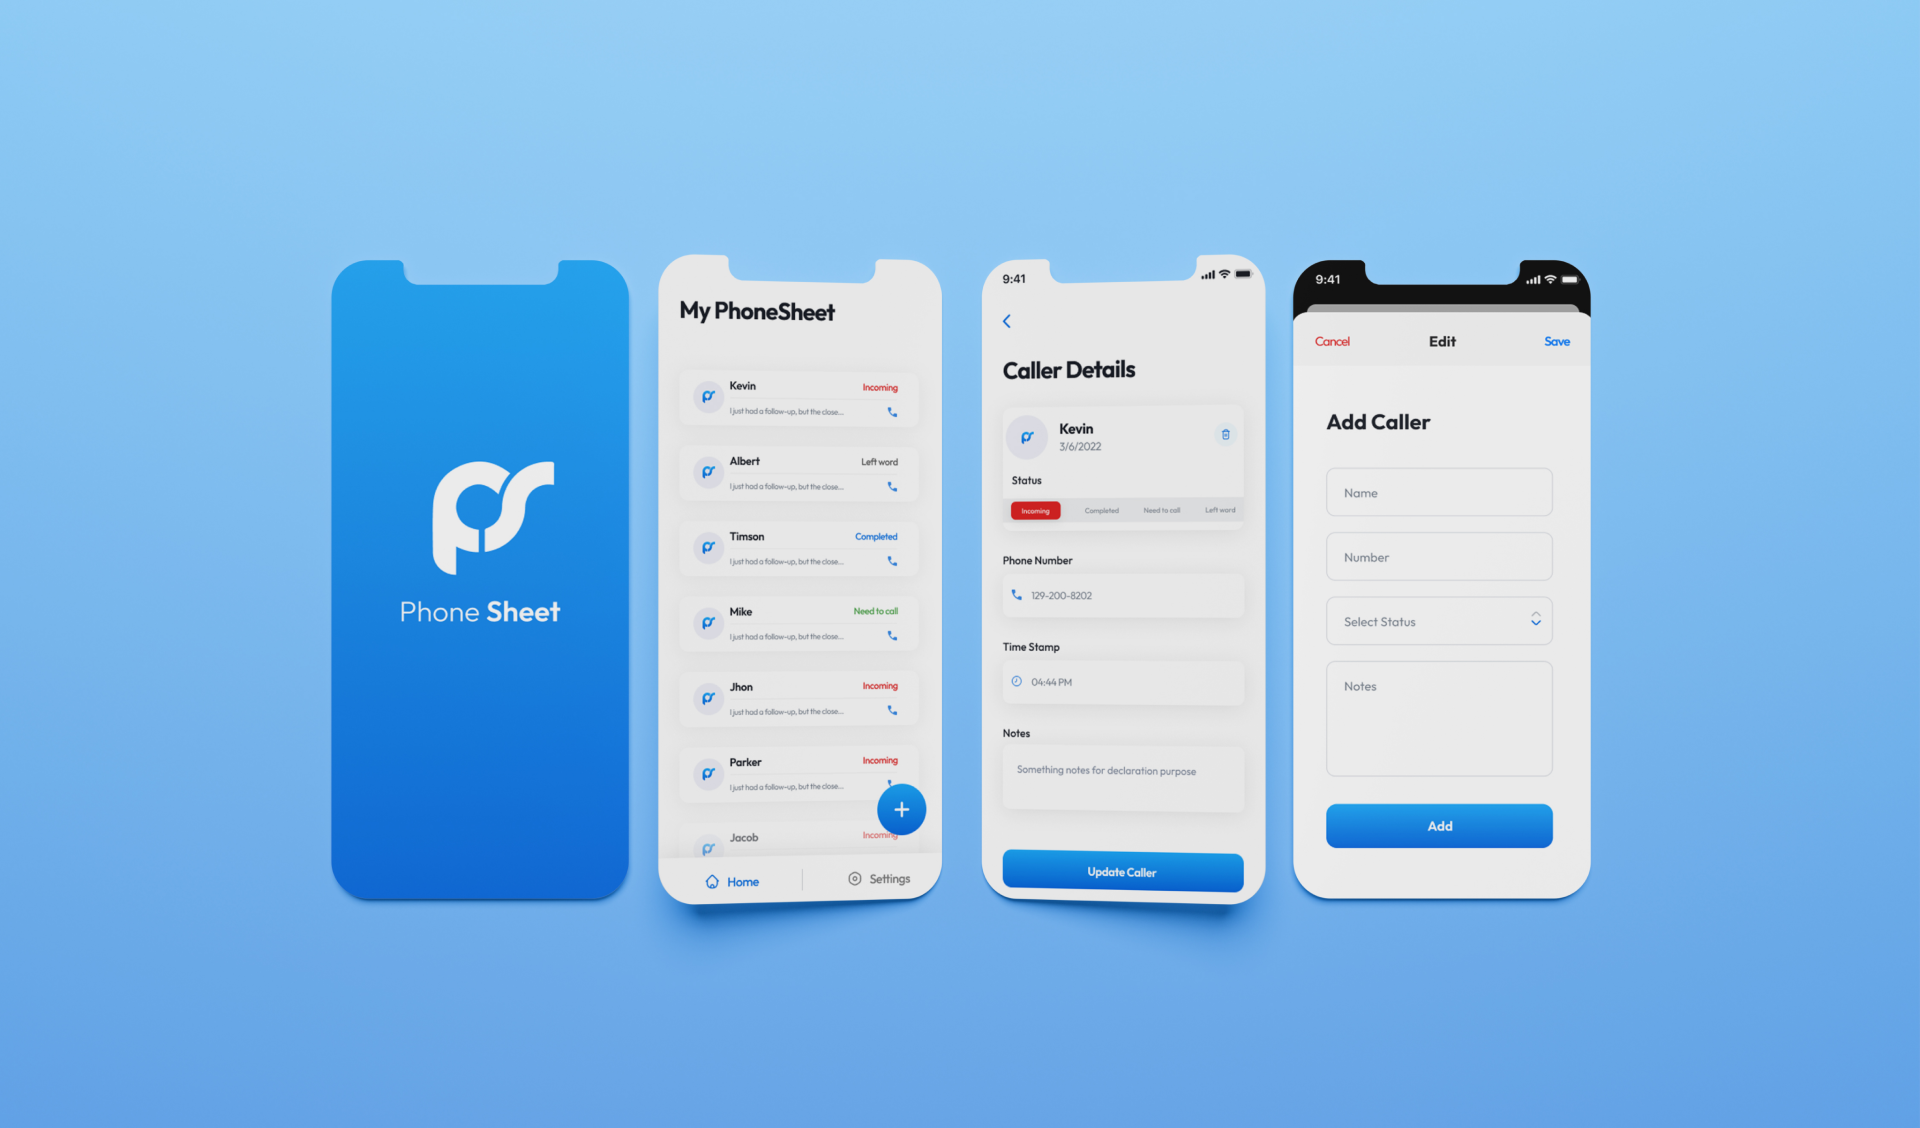 Phone Sheet
My PhoneSheet
Kevin Incoming
I just had a follow-up, but the close...
Albert Left word
I just had a follow-up, but the close...
Timson Completed
I just had a follow-up, but the close...
Mike Need to call
I just had a follow-up, but the close...
Jhon Incoming
I just had a follow-up, but the close...
Parker Incoming
I just had a follow-up, but the close...
Jacob Incoming
Home Settings
9:41
Caller Details
Kevin
3/6/2022
Status
Incoming Completed Need to call Left word
Phone Number
129-200-8202
Time Stamp
04:44 PM
Notes
Something notes for declaration purpose
Update Caller
9:41
Cancel Edit Save
Add Caller
Name
Number
Select Status
Notes
Add